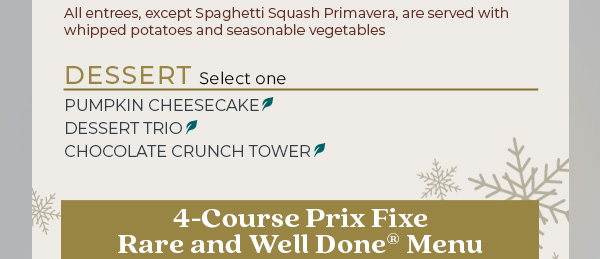 All entrees, except Spaghetti Squash Primavera, are served with
whipped potatoes and seasonable vegetables
DESSERT Select one
PUMPKIN CHEESECAKE
DESSERT TRIO
CHOCOLATE CRUNCH TOWER
4-Course Prix Fixe
Rare and Well Done® Menu